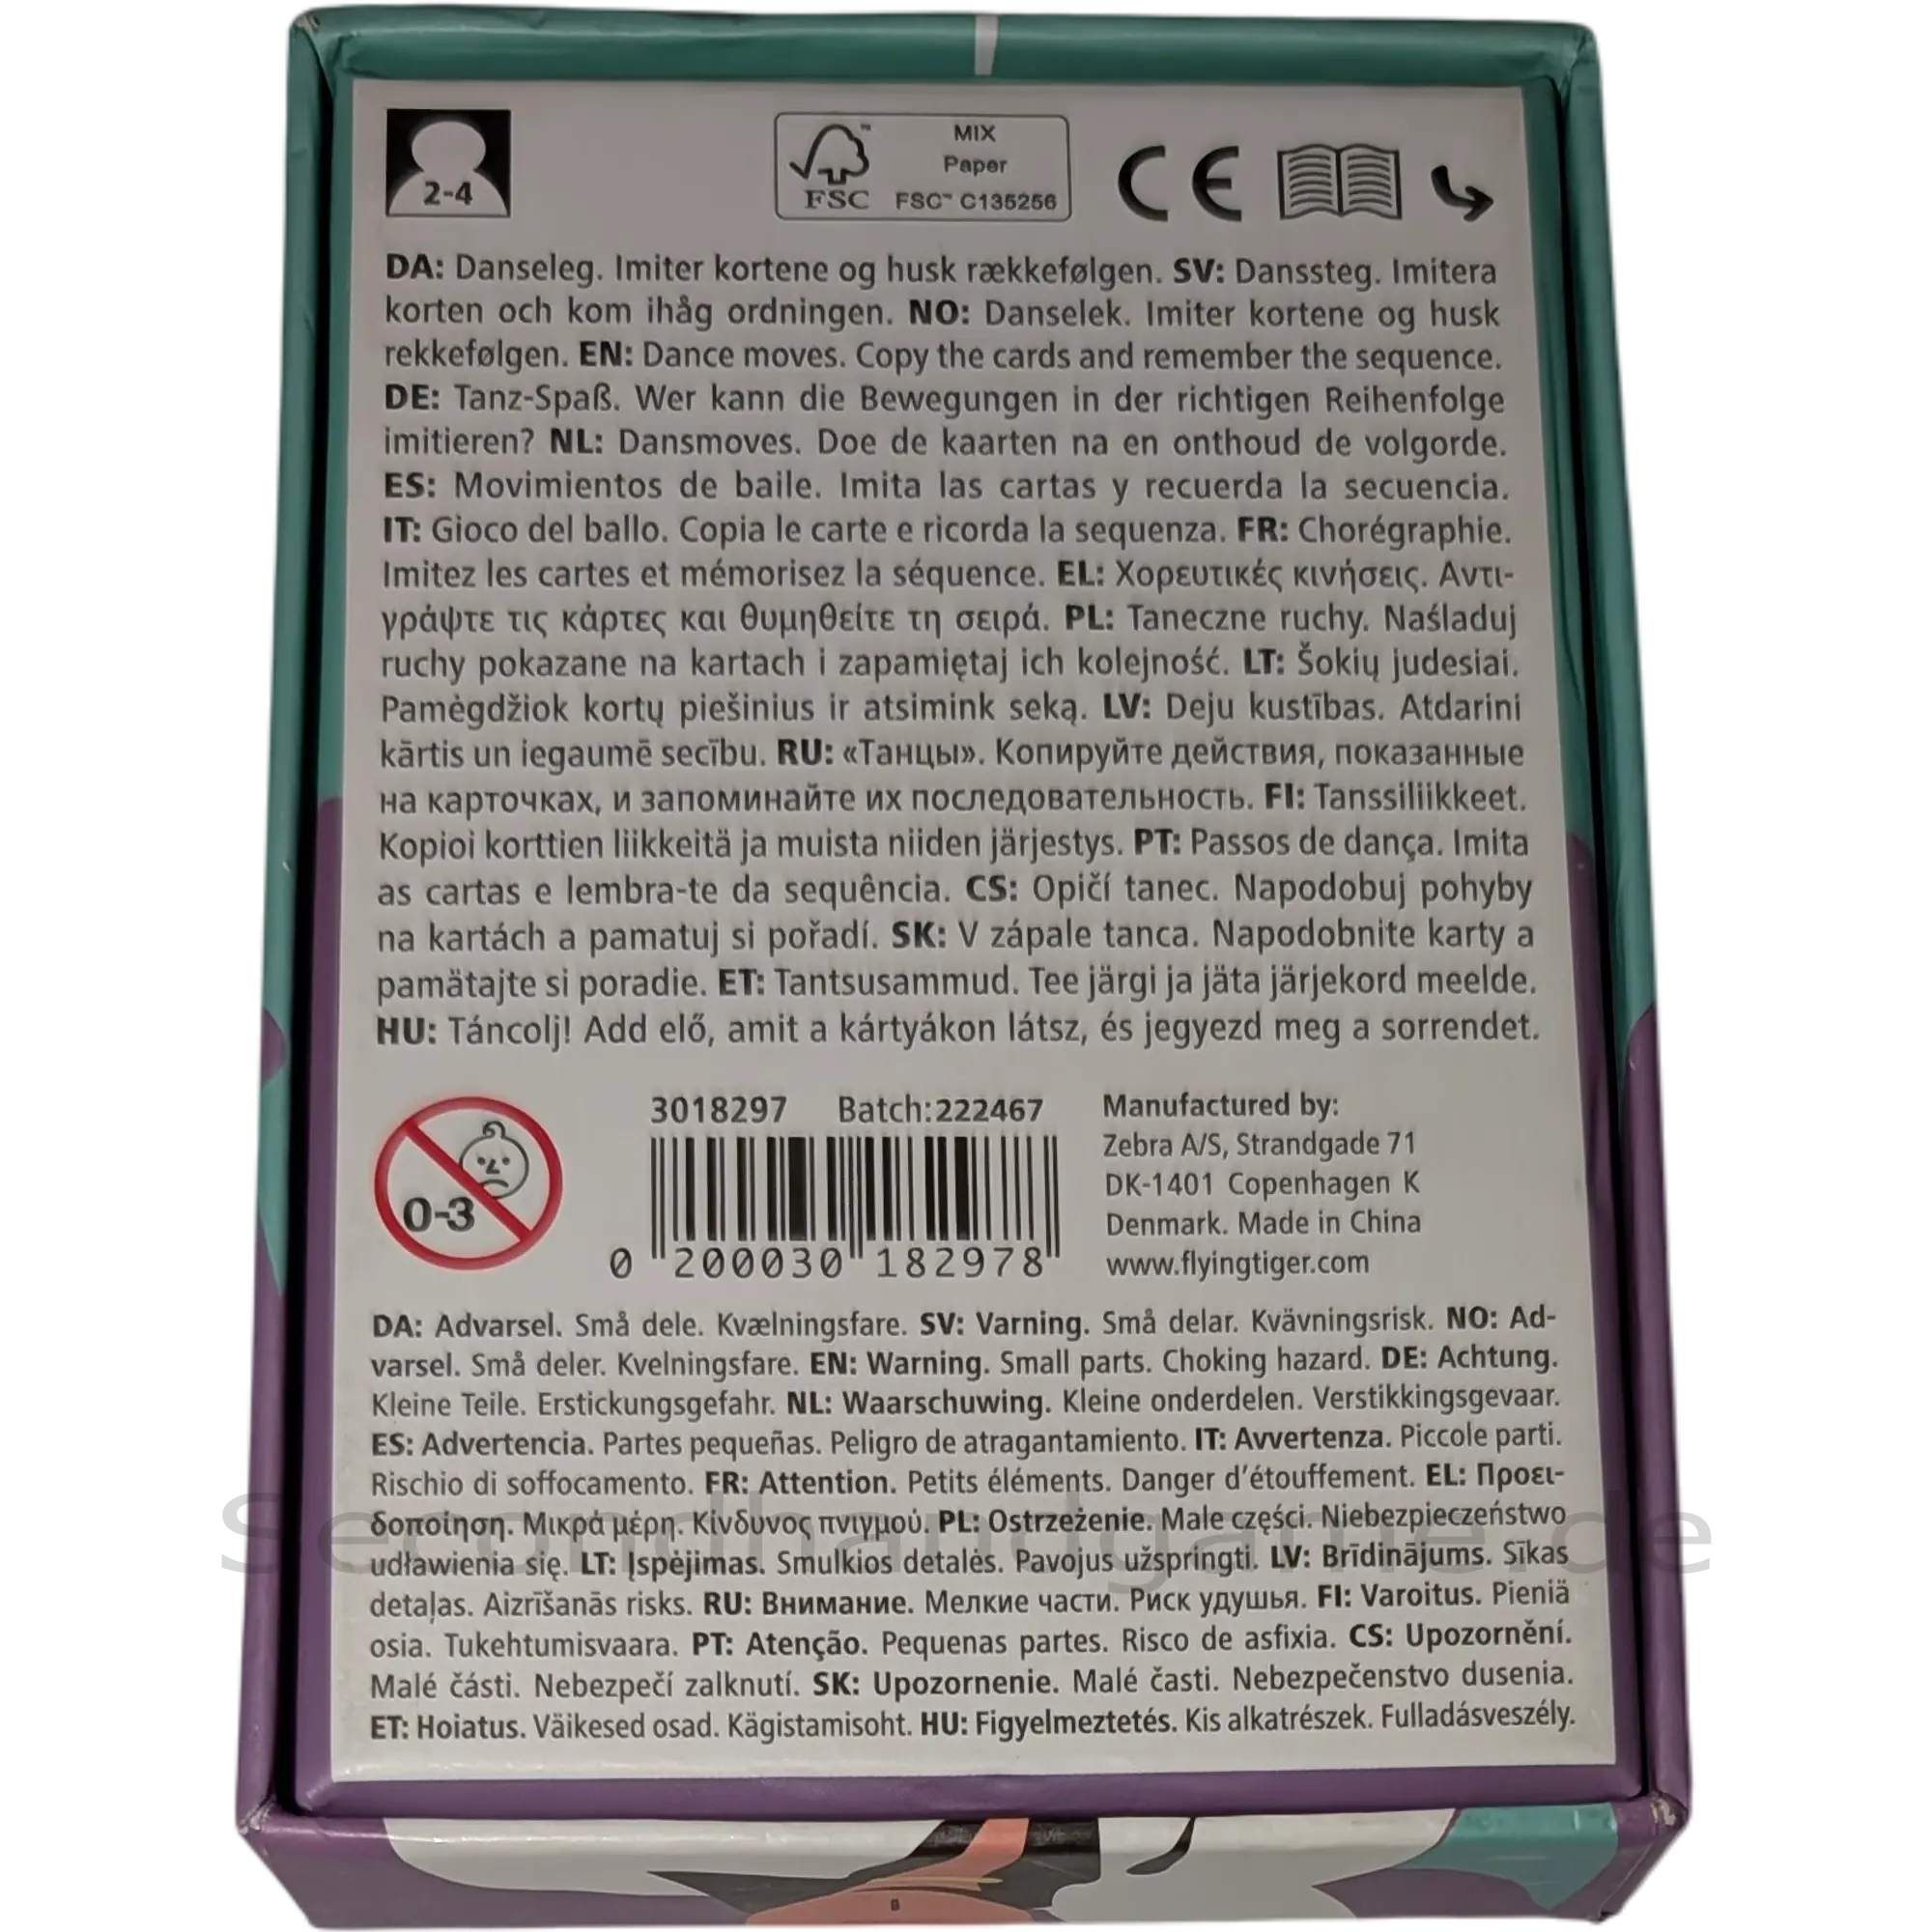 2-4
FSC
MIX
Paper
FSC™ C135256
CE
DA: Danseleg. Imiter kortene og husk rækkefølgen. SV: Danssteg. Imitera
korten och kom ihåg ordningen. NO: Danselek. Imiter kortene og husk
rekkefølgen. EN: Dance moves. Copy the cards and remember the sequence.
DE: Tanz-Spaß. Wer kann die Bewegungen in der richtigen Reihenfolge
imitieren? NL: Dansmoves. Doe de kaarten na en onthoud de volgorde.
ES: Movimientos de baile. Imita las cartas y recuerda la secuencia.
IT: Gioco del ballo. Copia le carte e ricorda la sequenza. FR: Chorégraphie.
Imitez les cartes et mémorisez la séquence. EL: Χορευτικές κινήσεις. Αντι-
γράψτε τις κάρτες και θυμηθείτε τη σειρά. PL: Taneczne ruchy. Naśladuj
ruchy pokazane na kartach i zapamiętaj ich kolejność. LT: Šokių judesiai.
Pamėgdžiok kortų piešinius ir atsimink seką. LV: Deju kustības. Atdarini
kārtis un iegaumē secību. RU: «Танцы». Копируйте действия, показанные
на карточках, и запоминайте их последовательность. FI: Tanssiliikkeet.
Kopioi korttien liikkeitä ja muista niiden järjestys. PT: Passos de dança. Imita
as cartas e lembra-te da sequência. CS: Opičí tanec. Napodobuj pohyby
na kartách a pamatuj si pořadí. SK: V zápale tanca. Napodobnite karty a
pamätajte si poradie. ET: Tantsusammud. Tee järgi ja jäta järjekord meelde.
HU: Táncolj! Add elő, amit a kártyákon látsz, és jegyezd meg a sorrendet.
0-3
3018297 Batch:222467
0 200030 182978
Manufactured by:
Zebra A/S, Strandgade 71
DK-1401 Copenhagen K
Denmark. Made in China
www.flyingtiger.com
DA: Advarsel. Små dele. Kvælningsfare. SV: Varning. Små delar. Kvävningsrisk. NO: Ad-
varsel. Små deler. Kvelningsfare. EN: Warning. Small parts. Choking hazard. DE: Achtung.
Kleine Teile. Erstickungsgefahr. NL: Waarschuwing. Kleine onderdelen. Verstikkingsgevaar.
ES: Advertencia. Partes pequeñas. Peligro de atragantamiento. IT: Avvertenza. Piccole parti.
Rischio di soffocamento. FR: Attention. Petits éléments. Danger d'étouffement. EL: Προει-
δοποίηση. Μικρά μέρη. Κίνδυνος πνιγμού. PL: Ostrzeżenie. Male części. Niebezpieczeństwo
udławienia się. LT: Įspėjimas. Smulkios detalės. Pavojus užspringti. LV: Brīdinājums. Sīkas
detaļas. Aizrīšanās risks. RU: Внимание. Мелкие части. Риск удушья. FI: Varoitus. Pieniä
osia. Tukehtumisvaara. PT: Atenção. Pequenas partes. Risco de asfixia. CS: Upozornění.
Malé části. Nebezpečí zalknutí. SK: Upozornenie. Malé časti. Nebezpečenstvo dusenia.
ET: Hoiatus. Väikesed osad. Kägistamisoht. HU: Figyelmeztetés. Kis alkatrészek. Fulladásveszély.
Secondhandgame.de